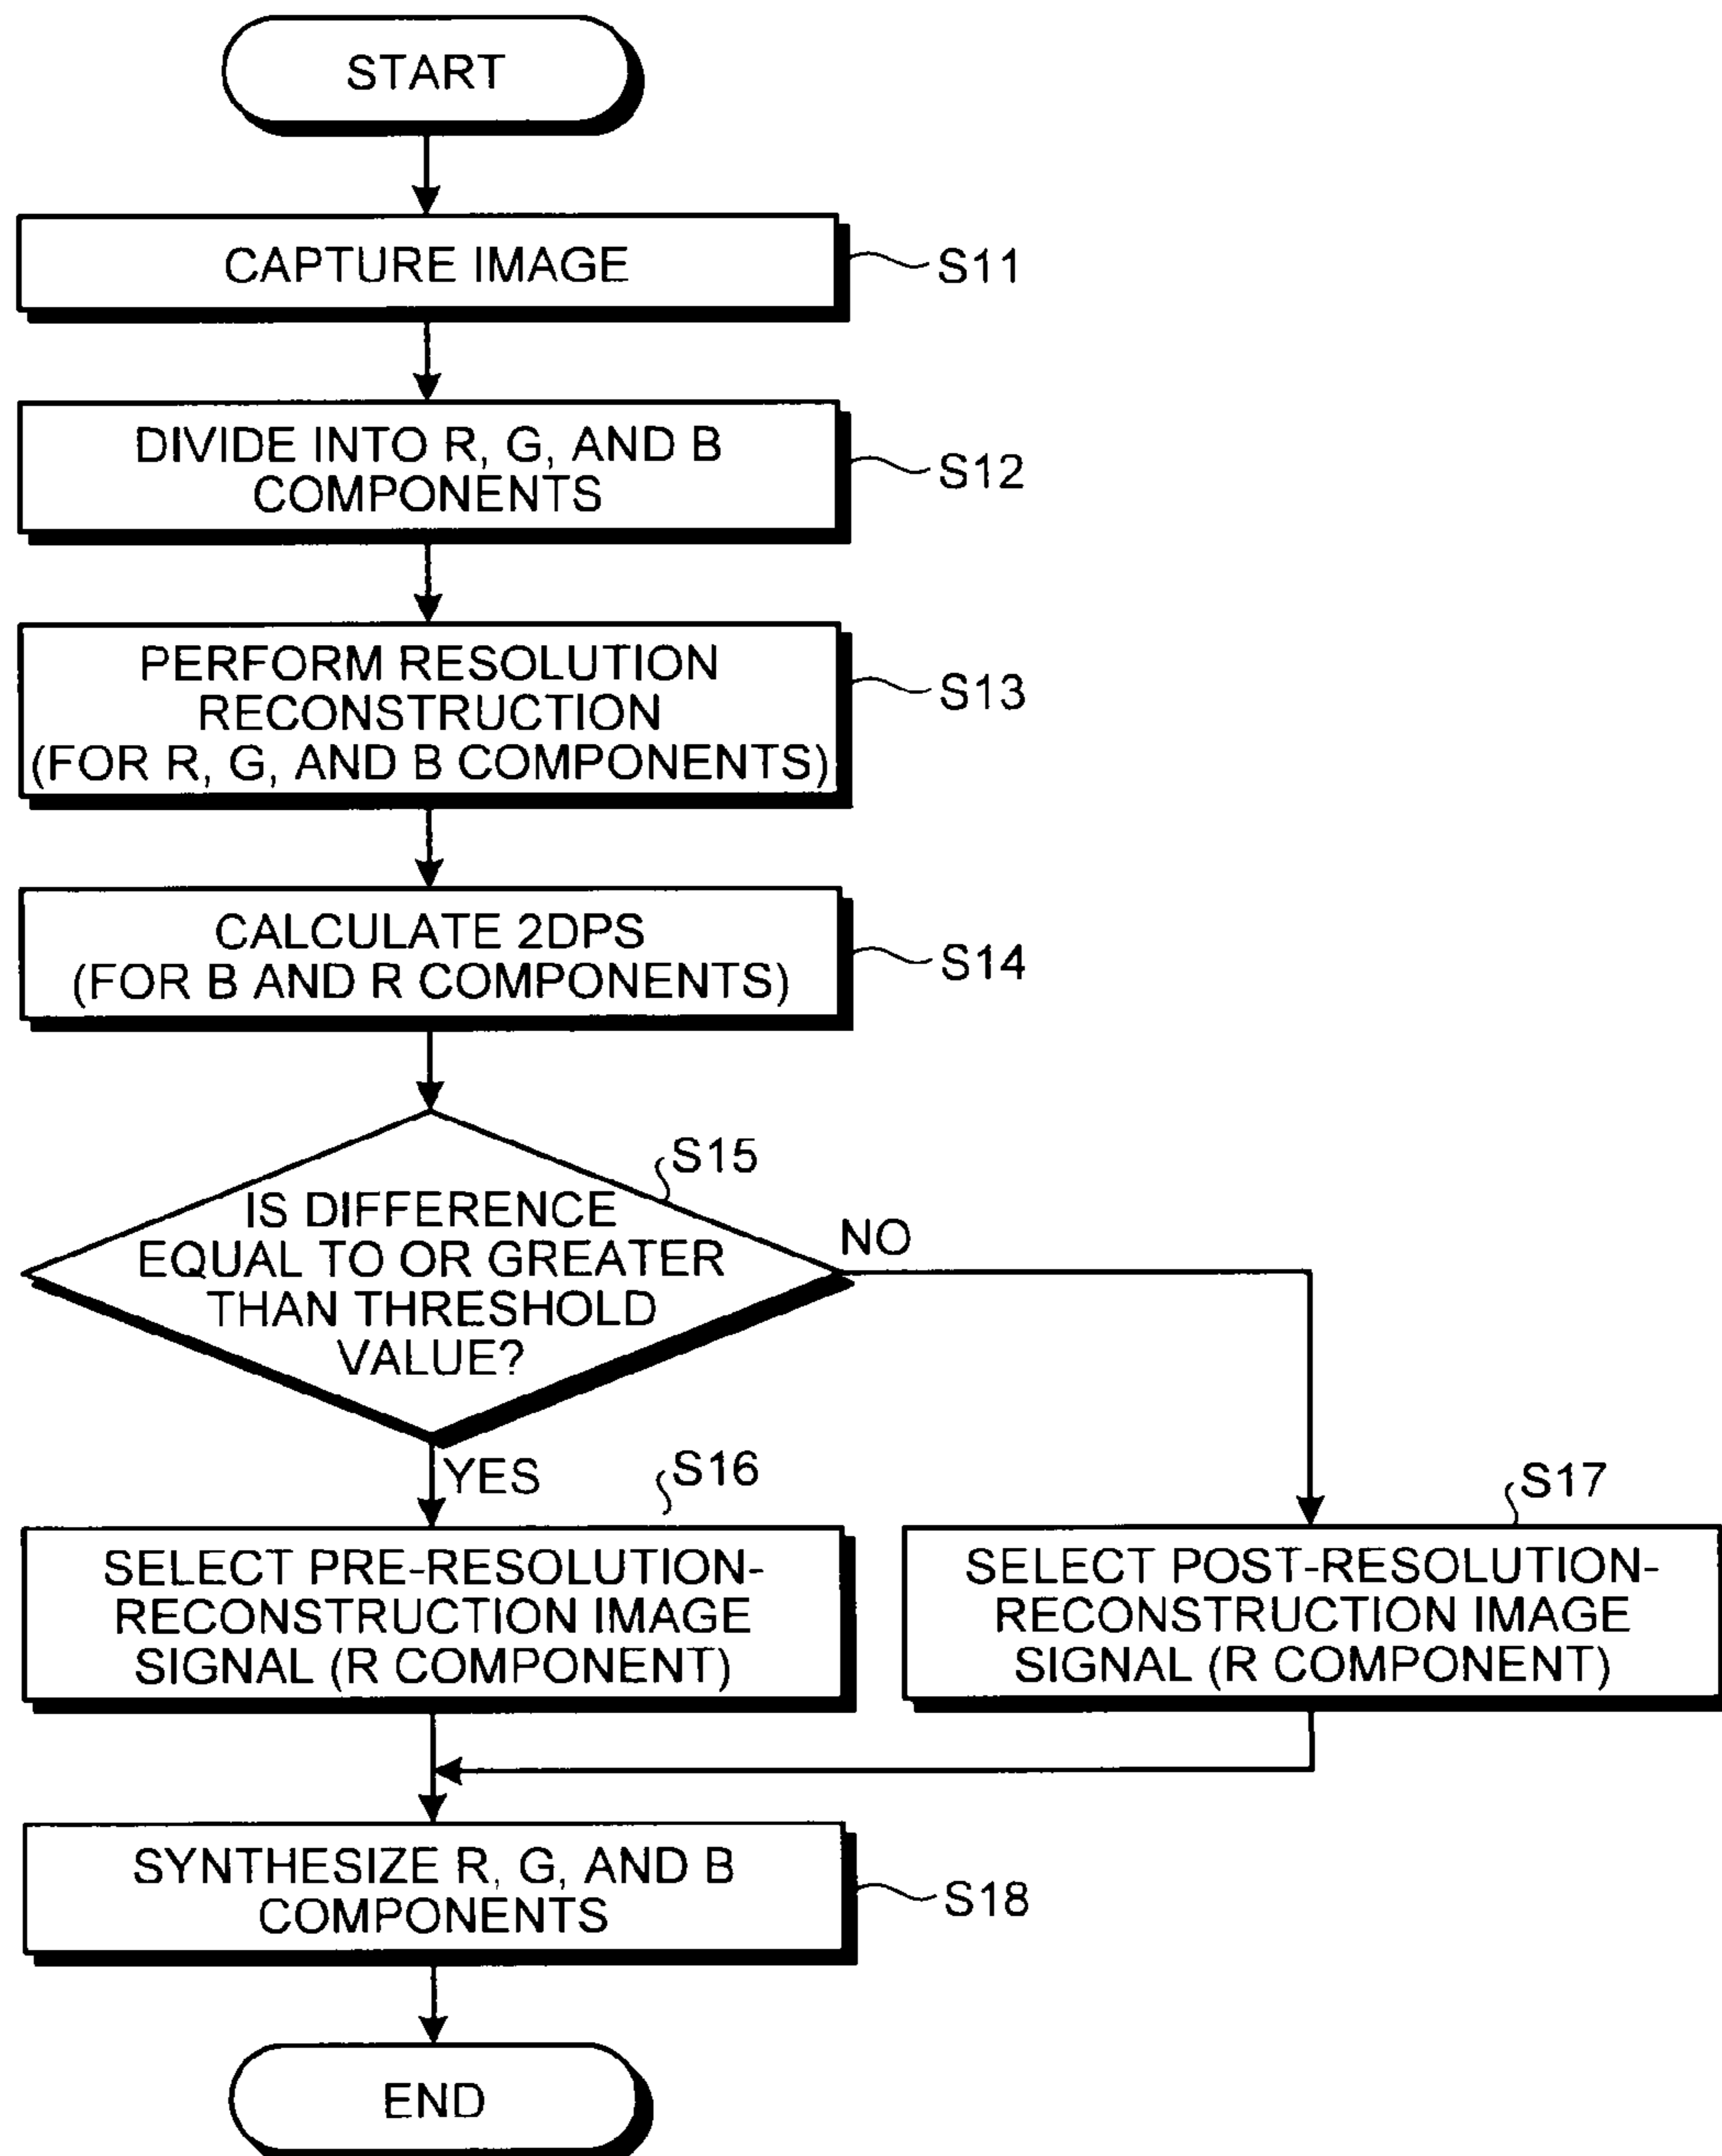 START
CAPTURE IMAGE
S11
DIVIDE INTO R, G, AND B
COMPONENTS
S12
PERFORM RESOLUTION
RECONSTRUCTION
(FOR R, G, AND B COMPONENTS)
S13
CALCULATE 2DPS
(FOR B AND R COMPONENTS)
S14
S15
IS DIFFERENCE
EQUAL TO OR GREATER
THAN THRESHOLD
VALUE?
NO
YES
S16
SELECT PRE-RESOLUTION-
RECONSTRUCTION IMAGE
SIGNAL (R COMPONENT)
S17
SELECT POST-RESOLUTION-
RECONSTRUCTION IMAGE
SIGNAL (R COMPONENT)
SYNTHESIZE R, G, AND B
COMPONENTS
S18
END